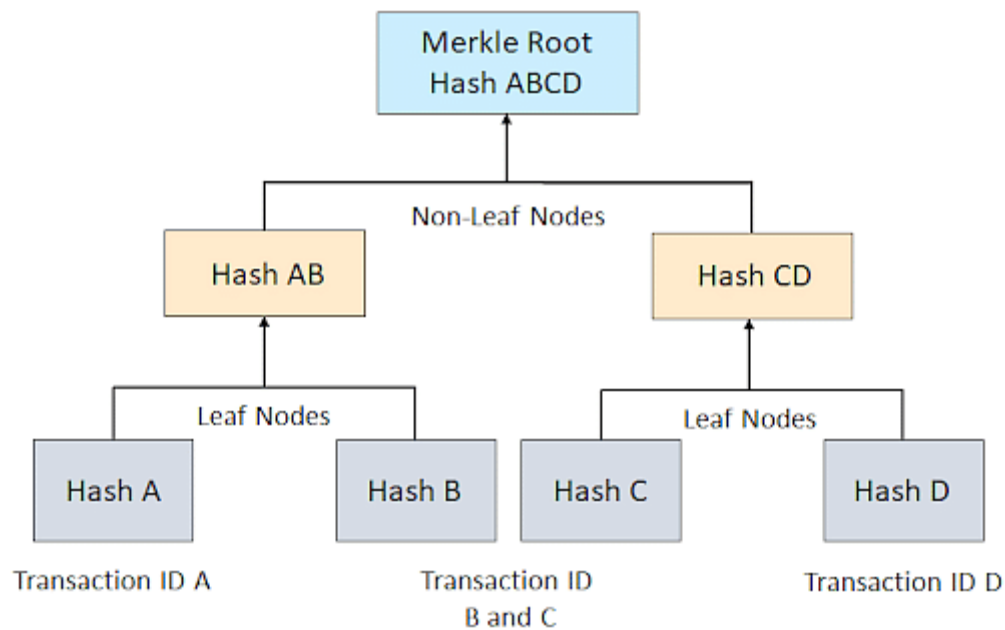 Merkle Root
Hash ABCD
Non-Leaf Nodes
Hash AB
Hash CD
Leaf Nodes
Leaf Nodes
Hash A
Hash B
Hash C
Hash D
Transaction ID A
Transaction ID
B and C
Transaction ID D